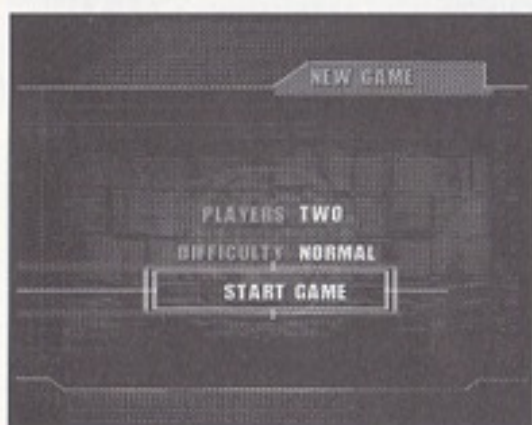 NEW GAME
PLAYERS TWO
DIFFICULTY NORMAL
START GAME